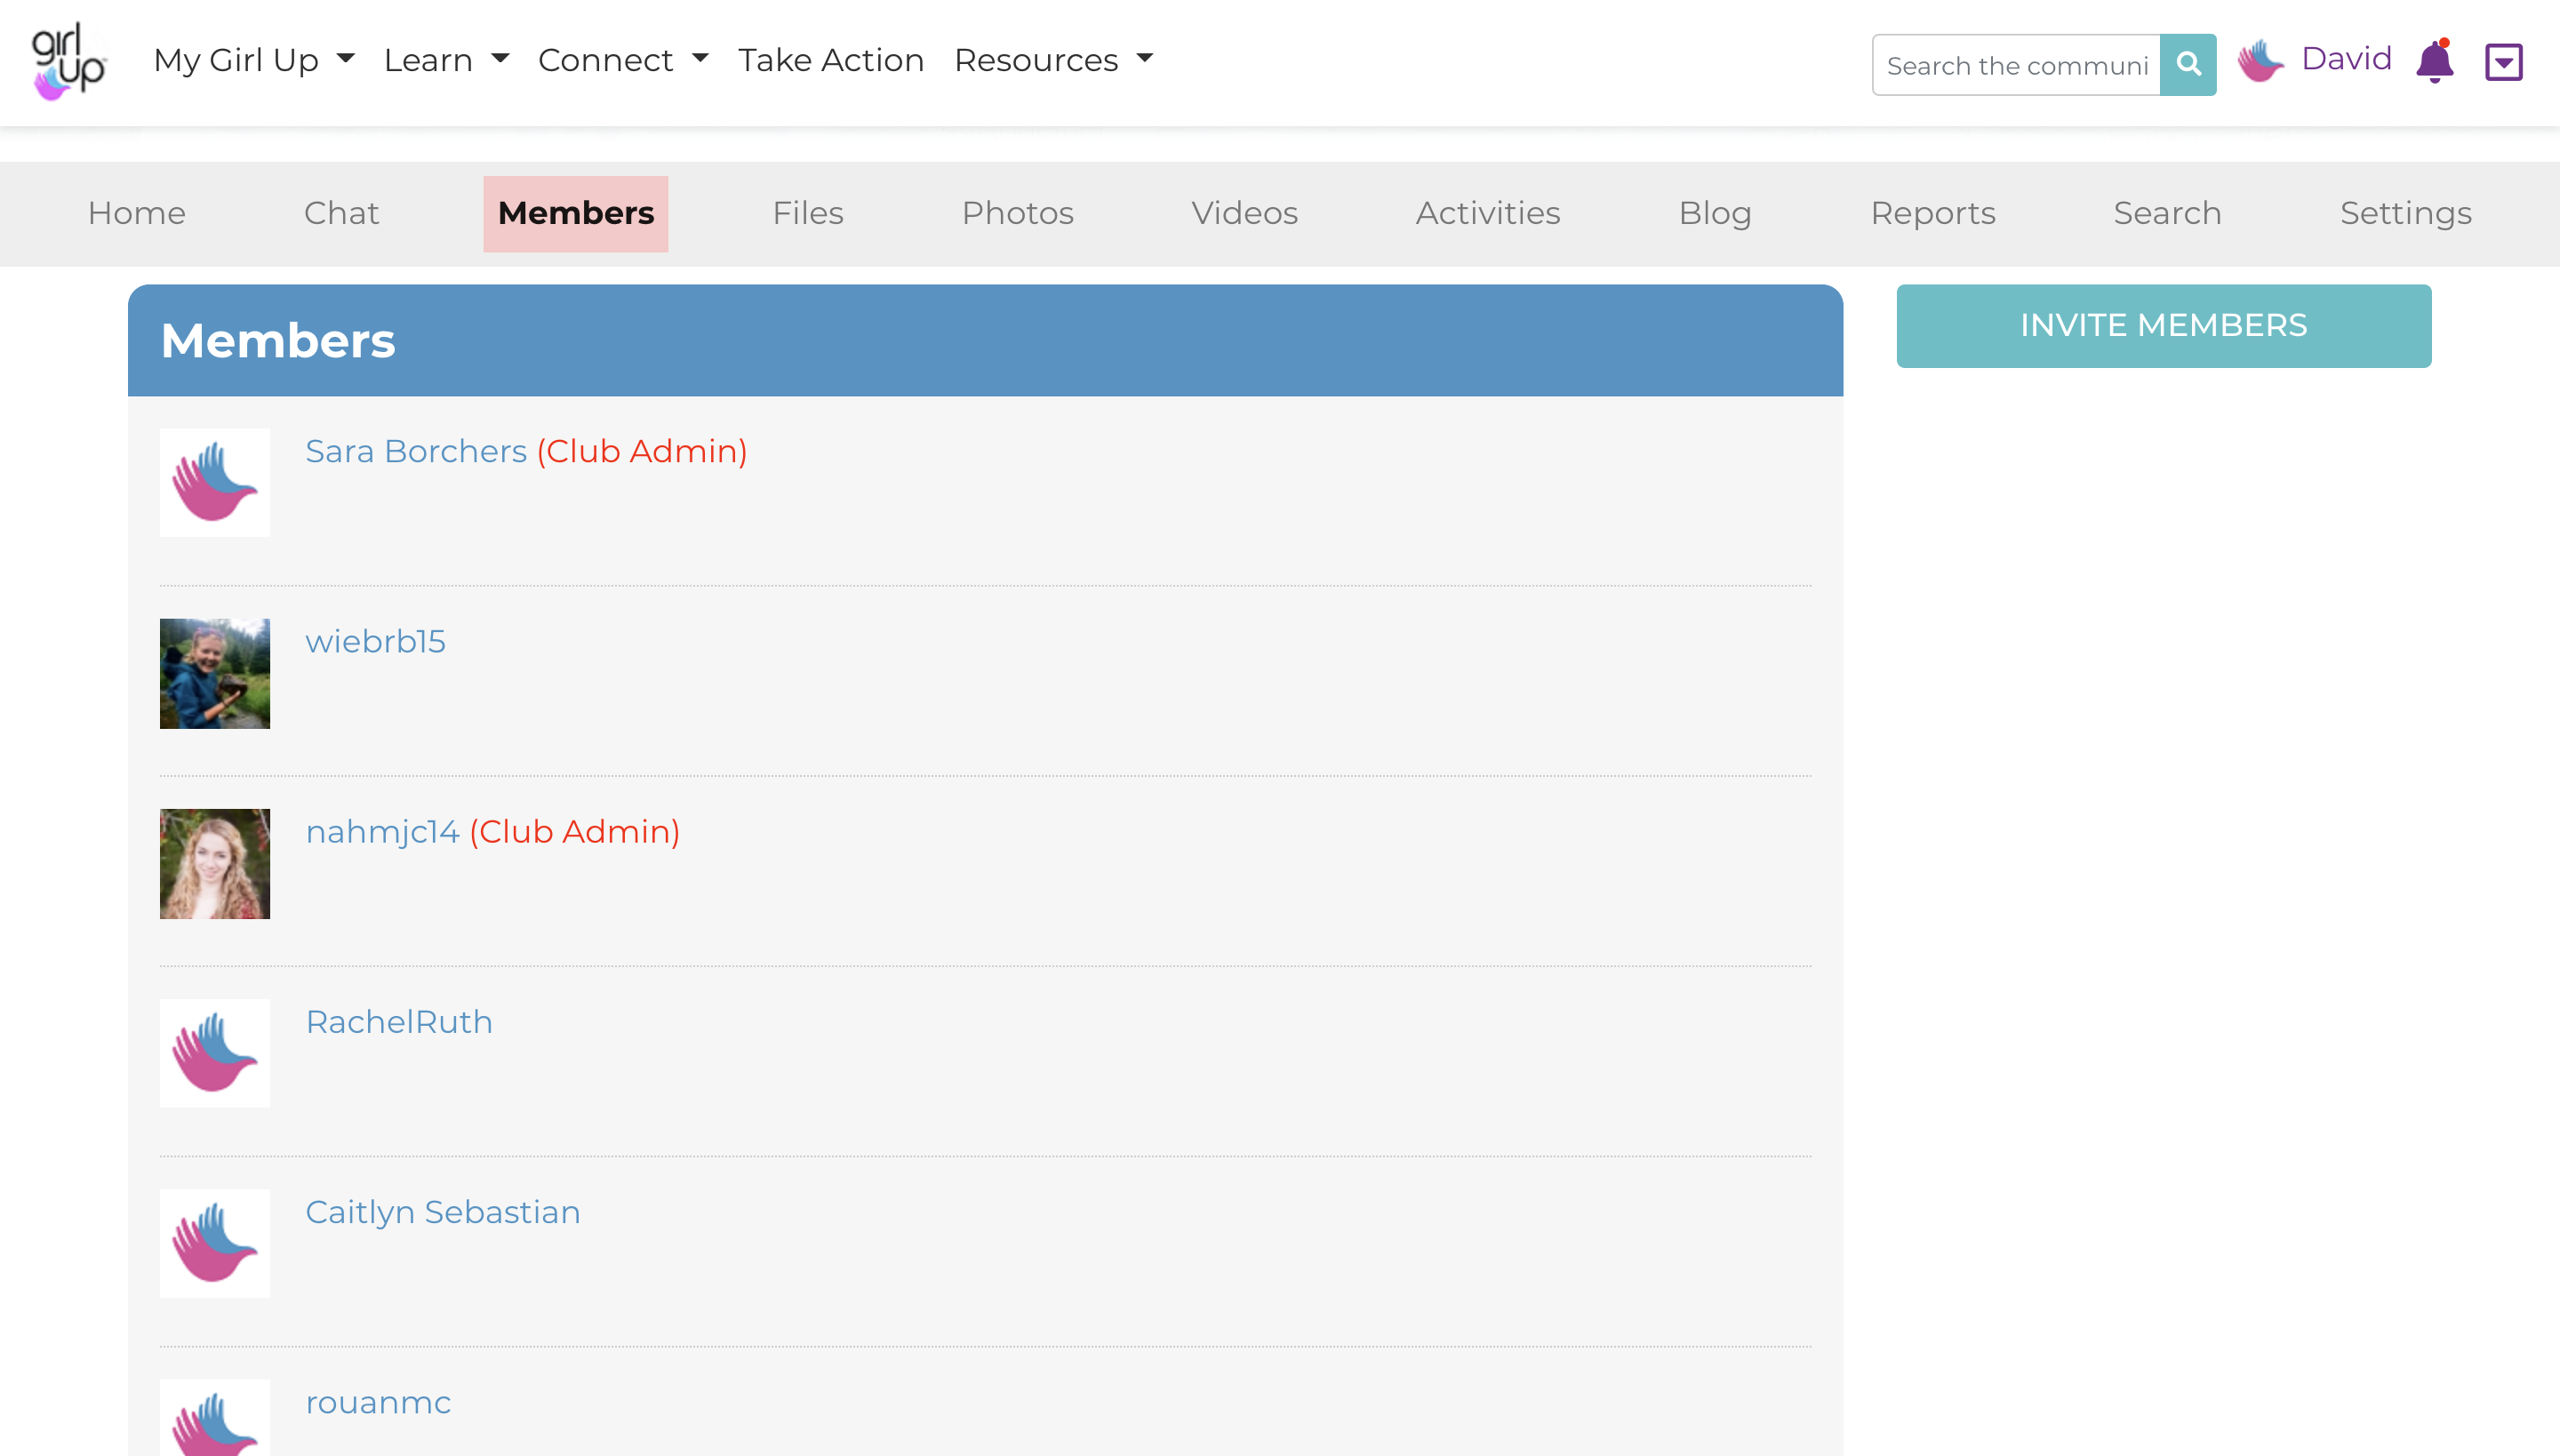 girl up
My Girl Up Learn Connect Take Action Resources Search the communi David
Home Chat Members Files Photos Videos Activities Blog Reports Search Settings
Members
INVITE MEMBERS
Sara Borchers (Club Admin)
wiebrb15
nahmjc14 (Club Admin)
RachelRuth
Caitlyn Sebastian
rouanmc